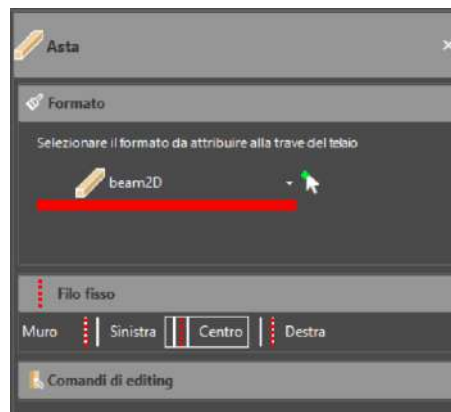 Asta
Formato
Selezionare il formato da attribuire alla trave del telaio
beam2D
Filo fisso
Muro Sinistra Centro Destra
Comandi di editing